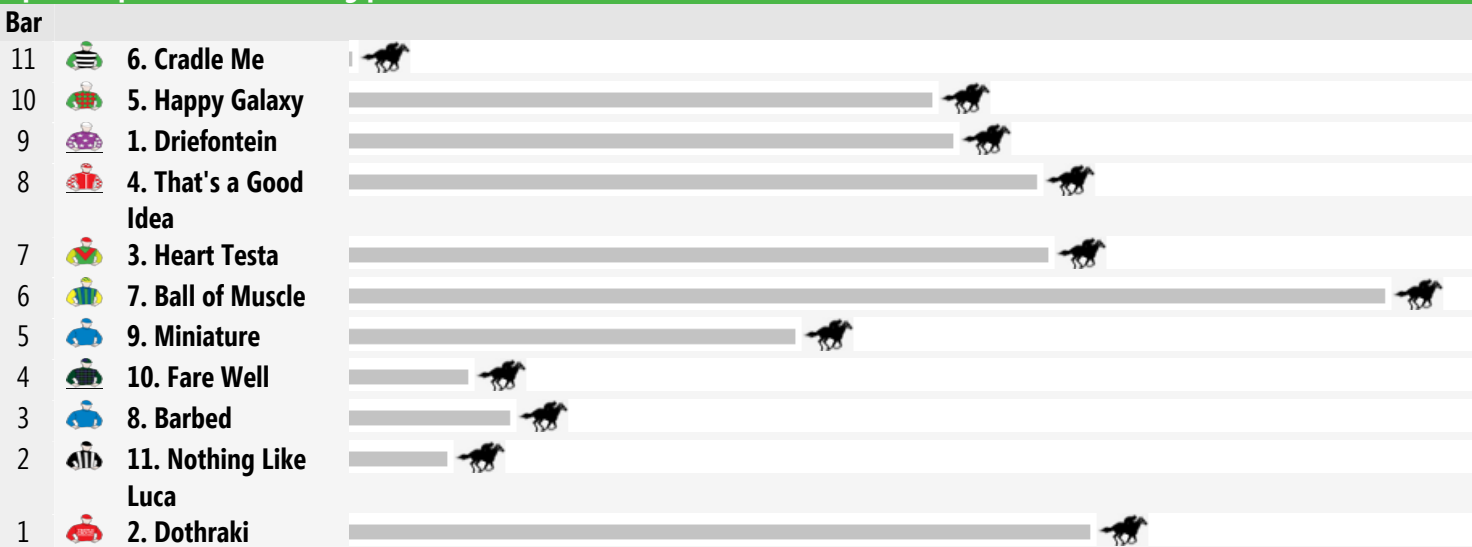 Bar
11 6. Cradle Me
10 5. Happy Galaxy
9 1. Driefontein
8 4. That's a Good
Idea
7 3. Heart Testa
6 7. Ball of Muscle
5 9. Miniature
4 10. Fare Well
3 8. Barbed
2 11. Nothing Like
Luca
1 2. Dothraki